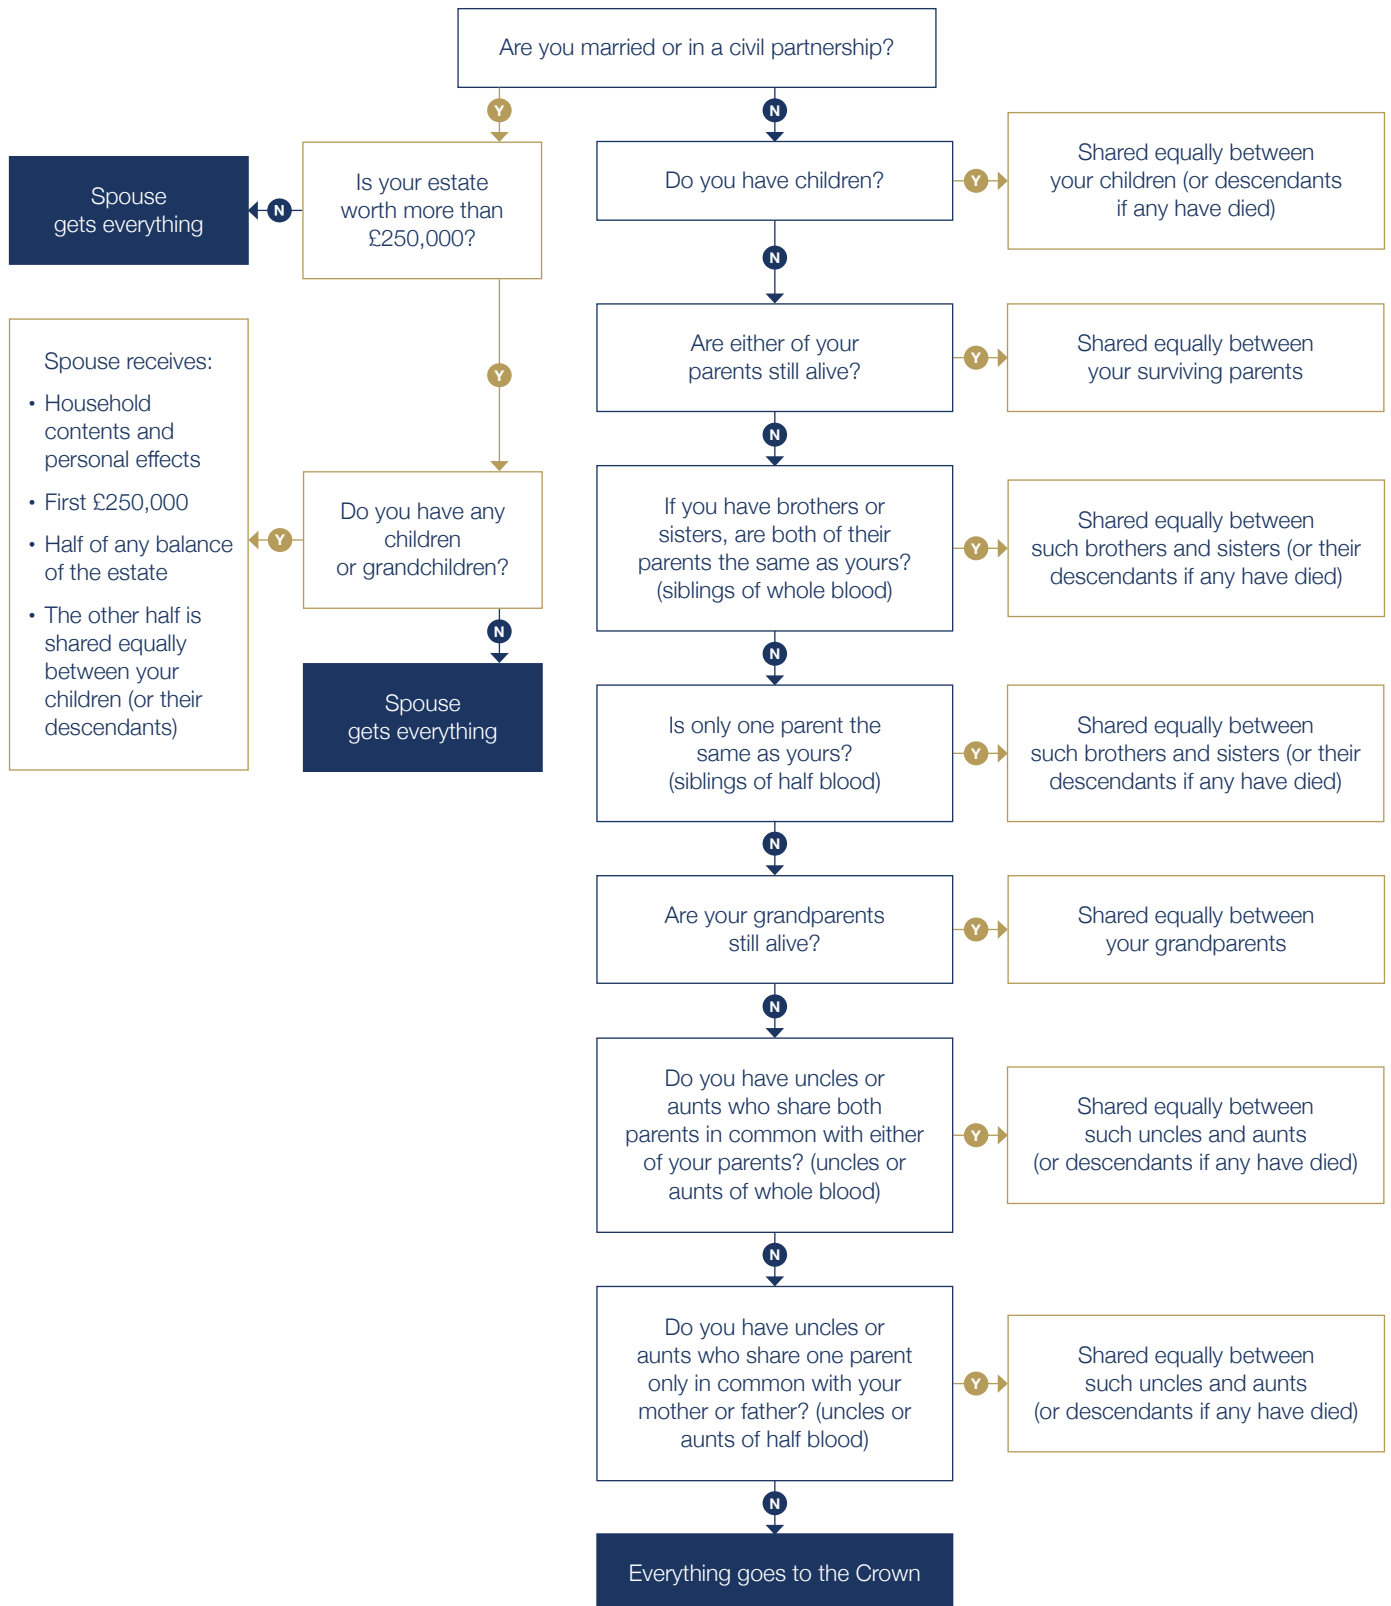 Are you married or in a civil partnership?
Y
N
Spouse
gets everything
N
Is your estate
worth more than
£250,000?
Do you have children?
Y
Shared equally between
your children (or descendants
if any have died)
N
Y
Are either of your
parents still alive?
Y
Shared equally between
your surviving parents
N
Spouse receives:
• Household
contents and
personal effects
• First £250,000
• Half of any balance
of the estate
• The other half is
shared equally
between your
children (or their
descendants)
Y
Do you have any
children
or grandchildren?
N
Spouse
gets everything
If you have brothers or
sisters, are both of their
parents the same as yours?
(siblings of whole blood)
Y
Shared equally between
such brothers and sisters (or their
descendants if any have died)
N
Is only one parent the
same as yours?
(siblings of half blood)
Y
Shared equally between
such brothers and sisters (or their
descendants if any have died)
N
Are your grandparents
still alive?
Y
Shared equally between
your grandparents
N
Do you have uncles or
aunts who share both
parents in common with either
of your parents? (uncles or
aunts of whole blood)
Y
Shared equally between
such uncles and aunts
(or descendants if any have died)
N
Do you have uncles or
aunts who share one parent
only in common with your
mother or father? (uncles or
aunts of half blood)
Y
Shared equally between
such uncles and aunts
(or descendants if any have died)
N
Everything goes to the Crown